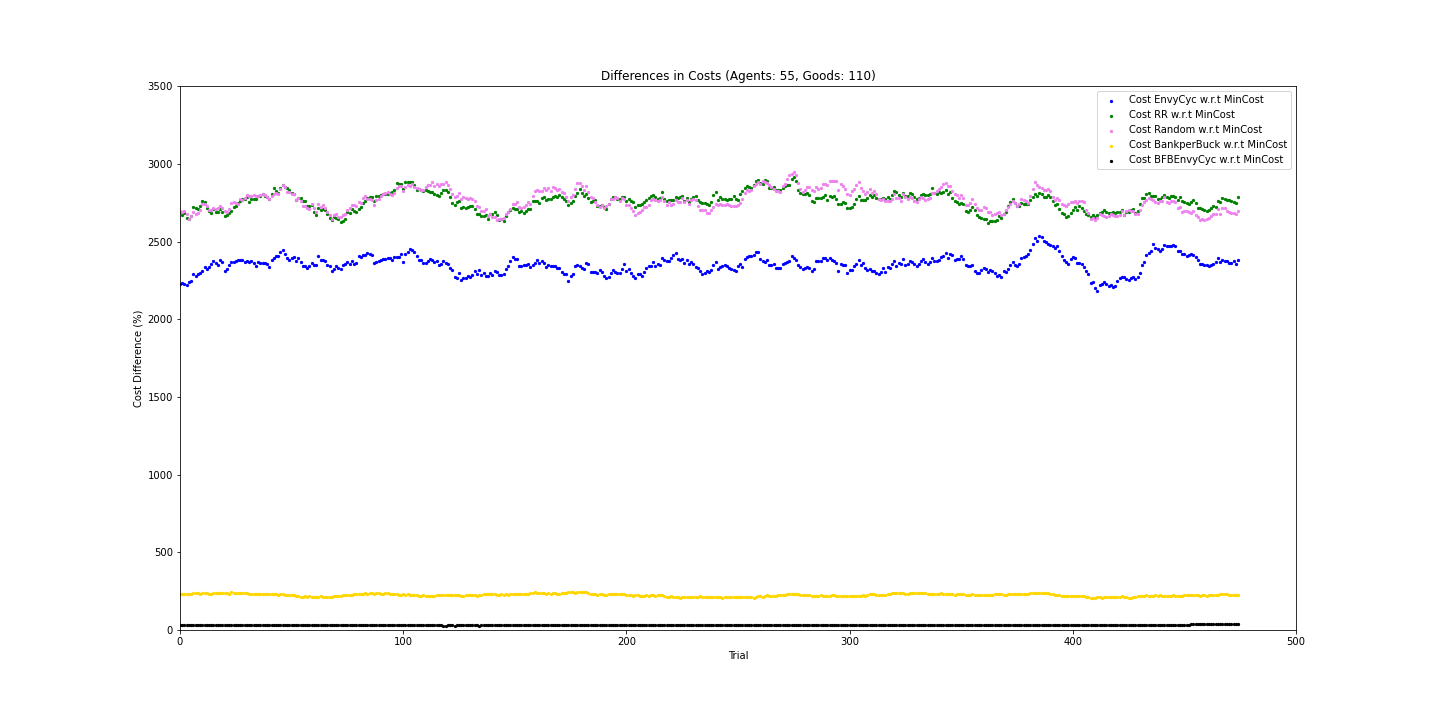 Differences in Costs (Agents: 55, Goods: 110)
3500
3000
2500
2000
1500
1000
500
0
Cost Difference (%)
Cost EnvyCyc w.r.t MinCost
Cost RR w.r.t MinCost
Cost Random w.r.t MinCost
Cost BankperBuck w.r.t MinCost
Cost BFBEnvyCyc w.r.t MinCost
0
100
200
300
400
500
Trial